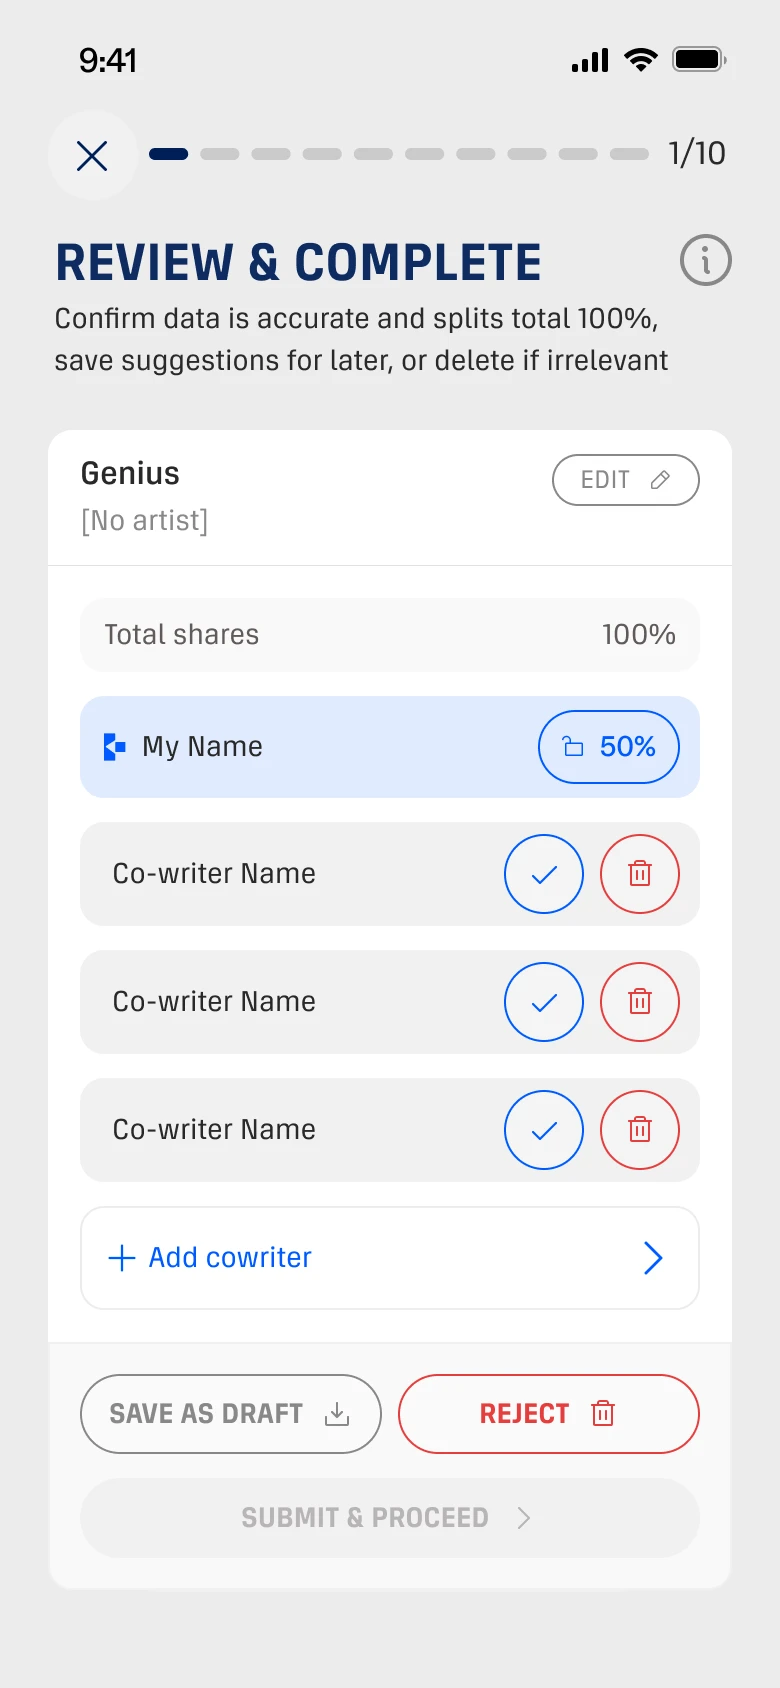 9:41
1/10
REVIEW & COMPLETE
Confirm data is accurate and splits total 100%,
save suggestions for later, or delete if irrelevant
Genius
EDIT
[No artist]
Total shares 100%
My Name 50%
Co-writer Name
Co-writer Name
Co-writer Name
Add cowriter
SAVE AS DRAFT
REJECT
SUBMIT & PROCEED